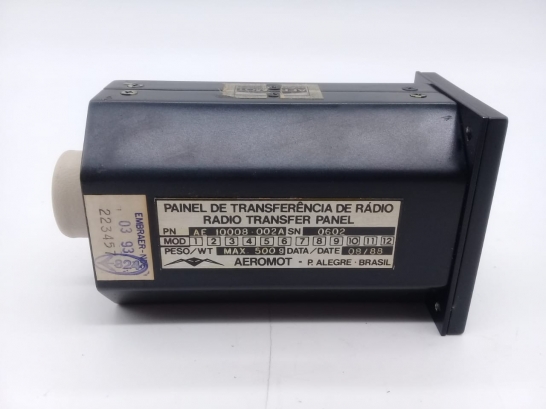 PAINEL DE TRANSFERÊNCIA DE RÁDIO
RADIO TRANSFER PANEL
PN AE 10008-002A SN 0602
MOD 1 2 3 4 5 6 7 8 9 10 11 12
PESO/WT MAX 500 g DATA/DATE 08/88
AEROMOT - P. ALEGRE - BRASIL
EMBRAER-
03 93